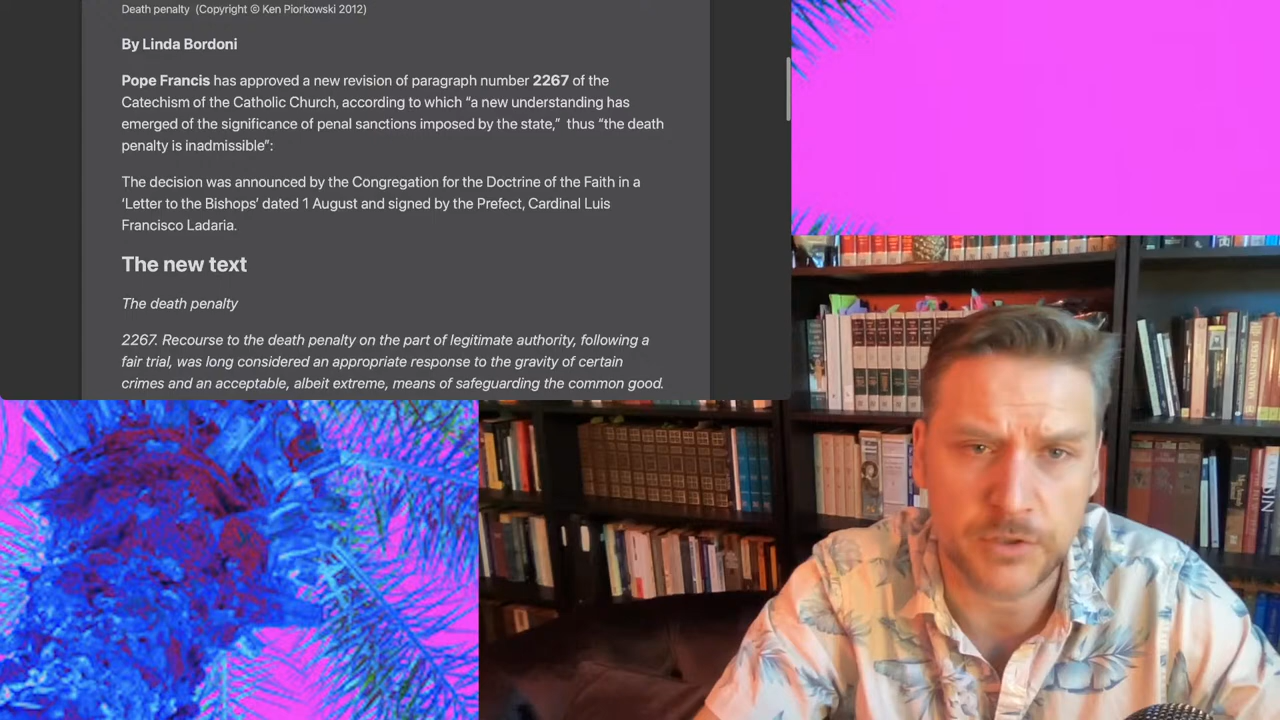 Death penalty  (Copyright © Ken Piorkowski 2012)
By Linda Bordoni
Pope Francis has approved a new revision of paragraph number 2267 of the
Catechism of the Catholic Church, according to which “a new understanding has
emerged of the significance of penal sanctions imposed by the state,”  thus “the death
penalty is inadmissible”:
The decision was announced by the Congregation for the Doctrine of the Faith in a
‘Letter to the Bishops’ dated 1 August and signed by the Prefect, Cardinal Luis
Francisco Ladaria.
The new text
The death penalty
2267. Recourse to the death penalty on the part of legitimate authority, following a
fair trial, was long considered an appropriate response to the gravity of certain
crimes and an acceptable, albeit extreme, means of safeguarding the common good.